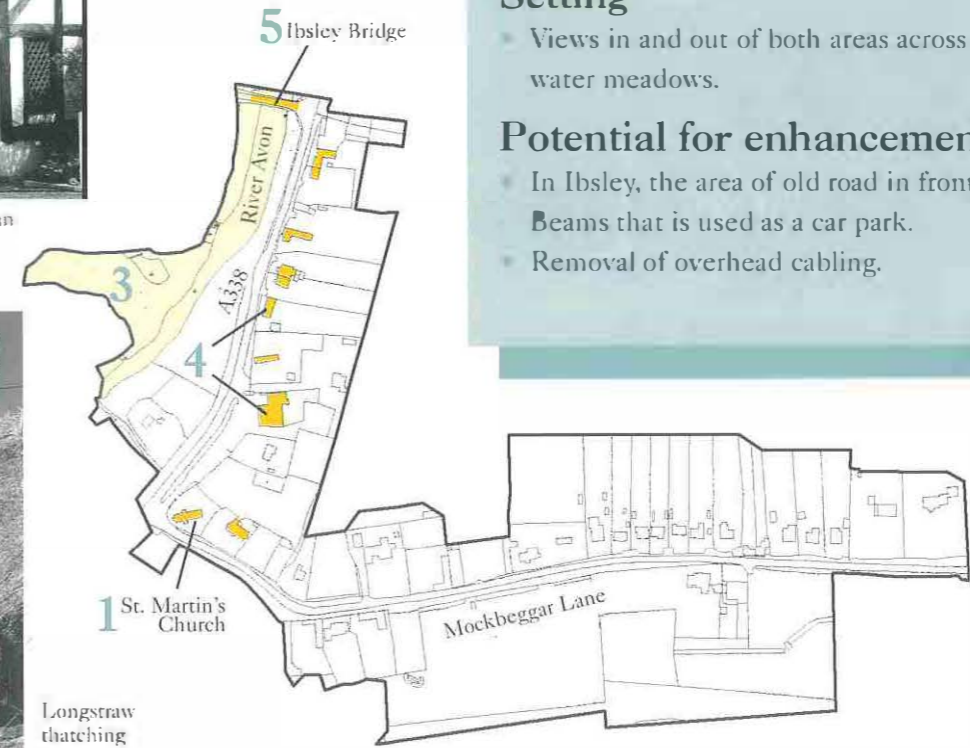 Setting
Views in and out of both areas across
water meadows.
Potential for enhancemen
In Ibsley, the area of old road in front
Beams that is used as a car park.
Removal of overhead cabling.
5 Ibsley Bridge
River Avon
A338
3
4
1 St. Martin's
Church
Mockbeggar Lane
Longstraw
thatching